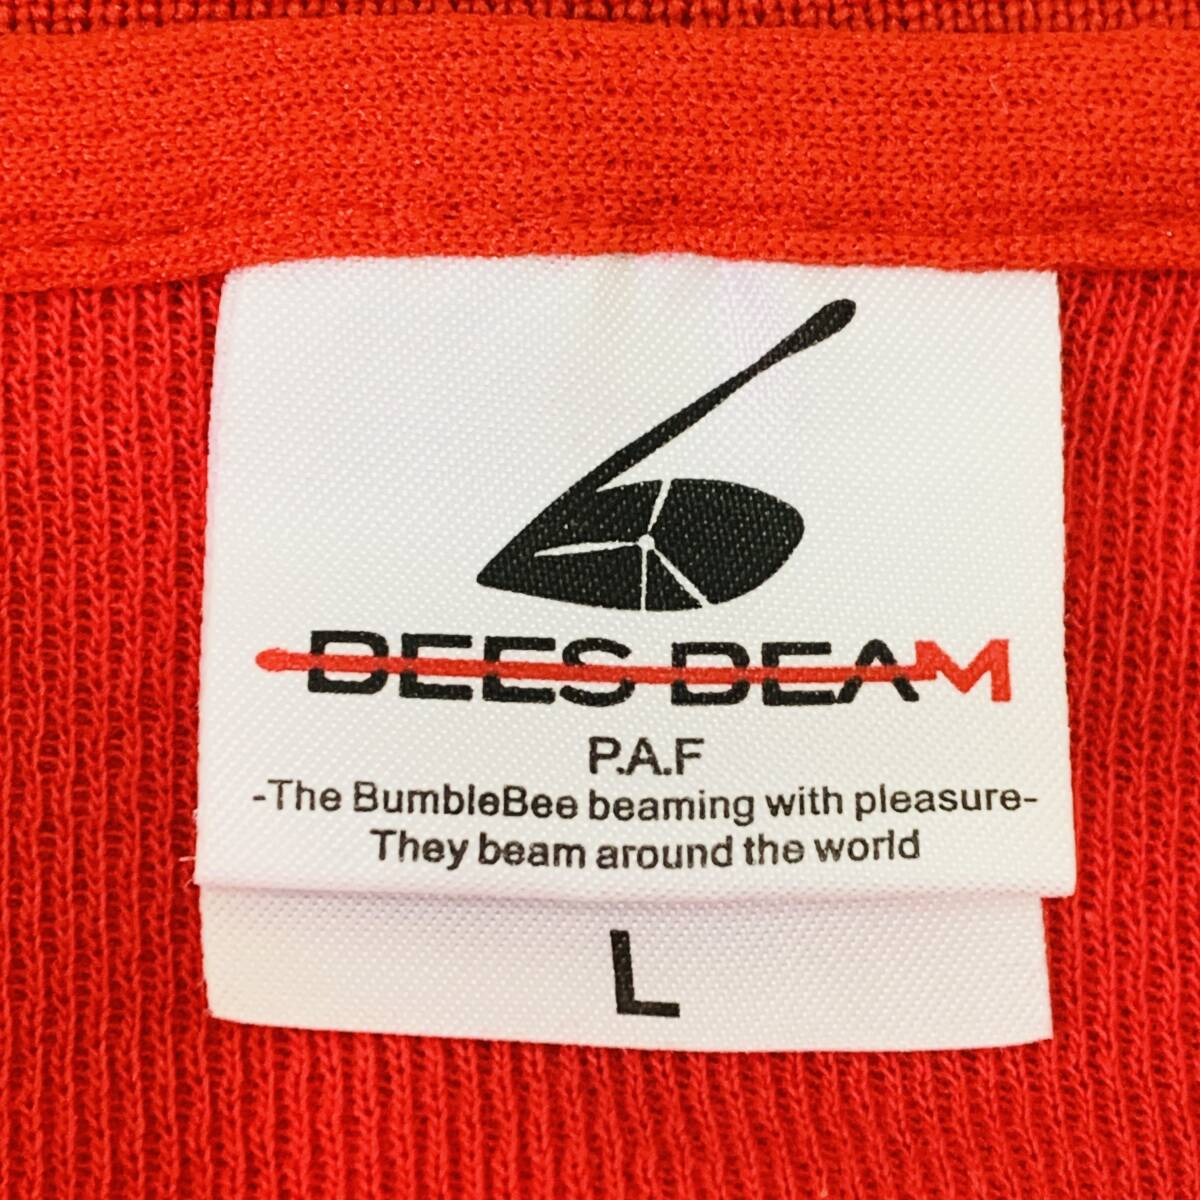 BEES BEAM
P.A.F
-The BumbleBee beaming with pleasure-
They beam around the world
L